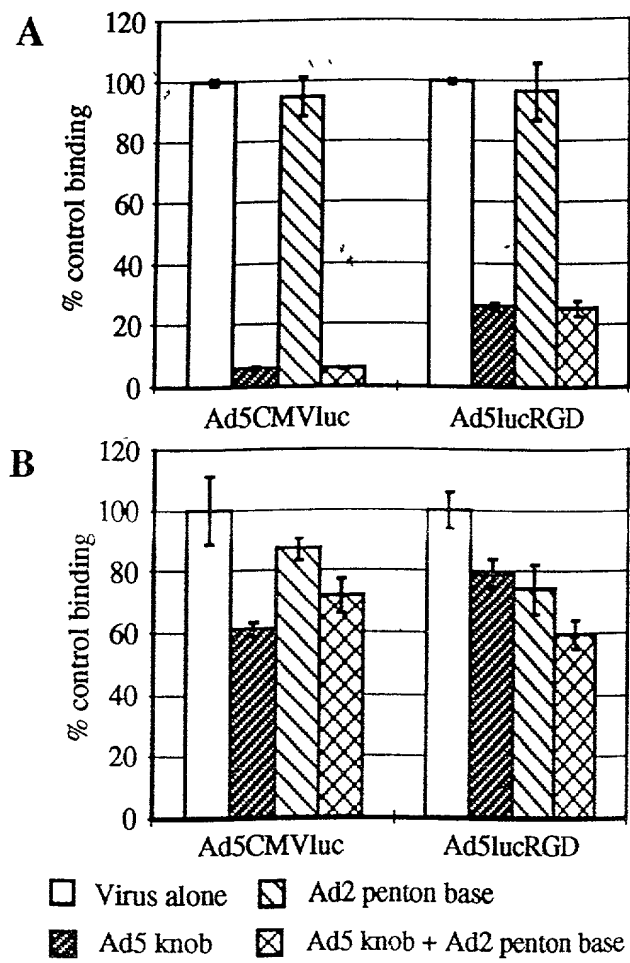 A
120
100
80
60
40
20
0
% control binding
Ad5CMVluc Ad5lucRGD
B
120
100
80
60
40
20
0
% control binding
Ad5CMVluc Ad5lucRGD
Virus alone Ad2 penton base
Ad5 knob Ad5 knob + Ad2 penton base